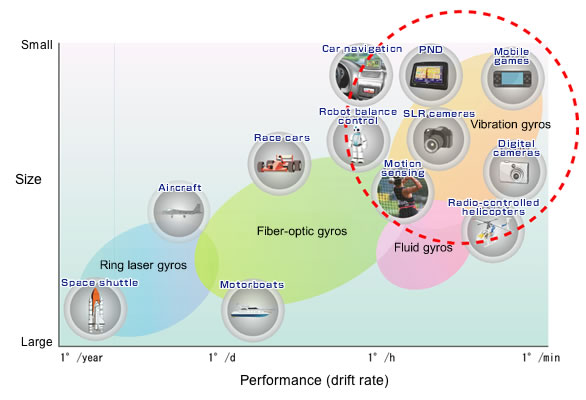 Small
Car navigation
PND
Mobile
games
Robot balance
control
SLR cameras
Vibration gyros
Race cars
Digital
cameras
Size
Motion
sensing
Aircraft
Radio-controlled
helicopters
Fiber-optic gyros
Fluid gyros
Ring laser gyros
Space shuttle
Motorboats
Large
1° /year
1° /d
1° /h
1° /min
Performance (drift rate)